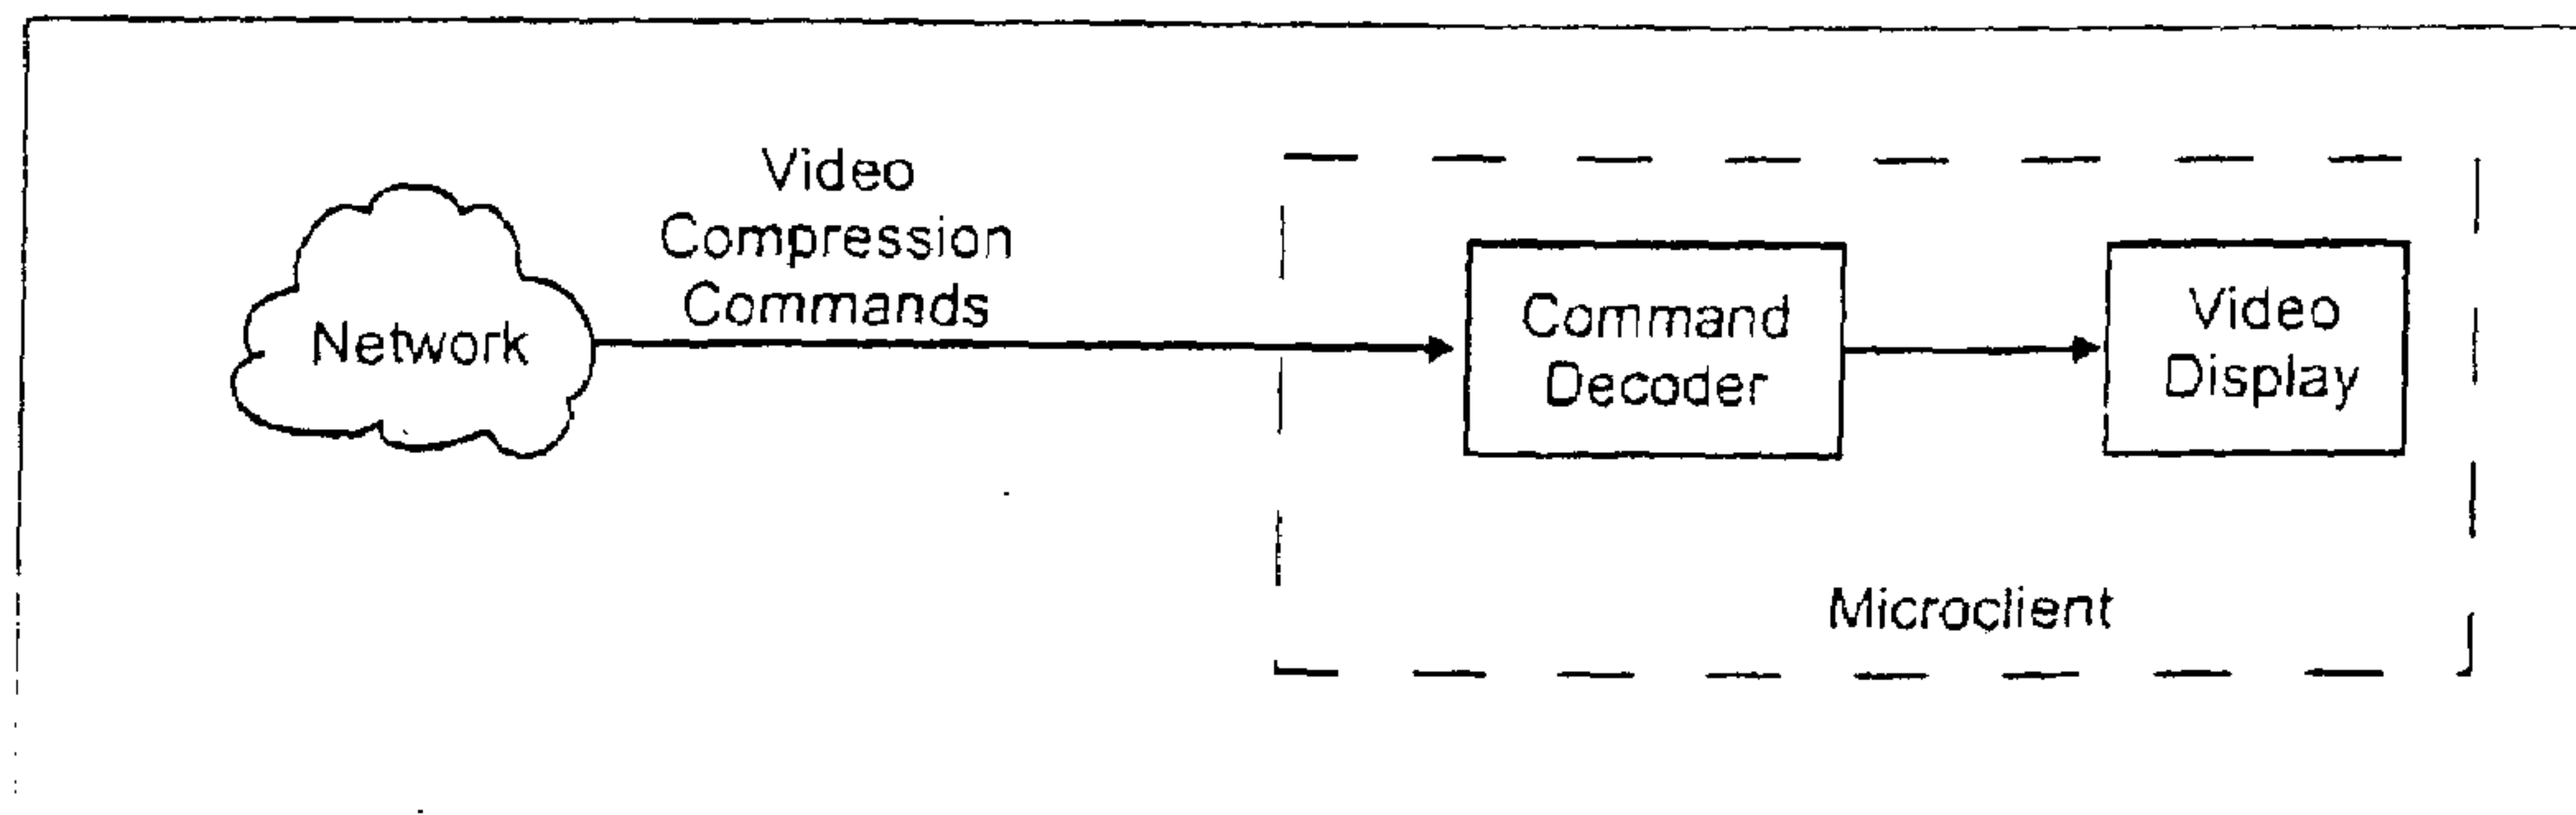 Video
Compression
Commands
Network
Command
Decoder
Video
Display
Microclient